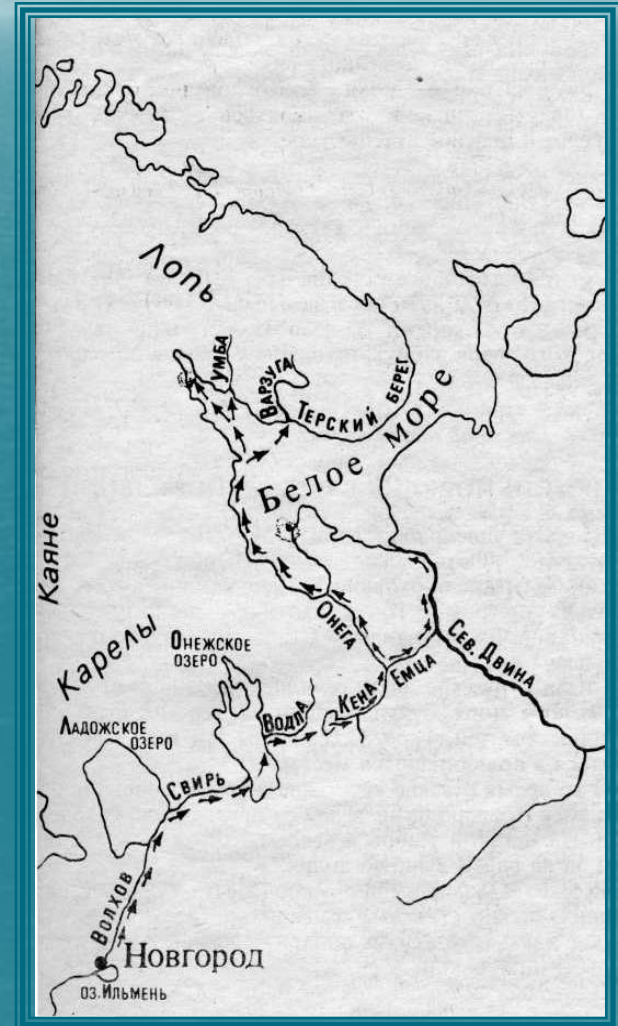 Лопь
УМБА
ВАРЗУГА
ТЕРСКИЙ БЕРЕГ
Белое море
Каяне
Карелы
ОНЕГА
СЕВ. ДВИНА
ОНЕЖСКОЕ
ОЗЕРО
ВОДЛА
КЕНА
ЕМЦА
ЛАДОЖСКОЕ
ОЗЕРО
СВИРЬ
ВОЛХОВ
Новгород
ОЗ. ИЛЬМЕНЬ